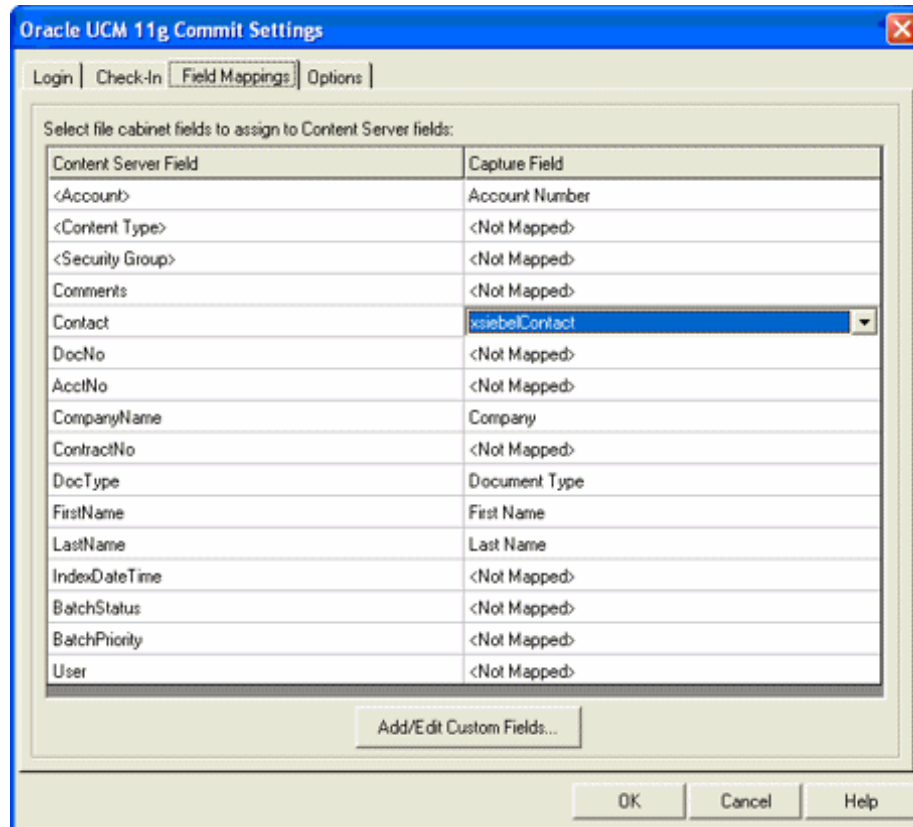 Oracle UCM 11g Commit Settings
Login Check-In Field Mappings Options
Select file cabinet fields to assign to Content Server fields:
Content Server Field Capture Field
<Account> Account Number
<Content Type> <Not Mapped>
<Security Group> <Not Mapped>
Comments <Not Mapped>
Contact xsiebelContact
DocNo <Not Mapped>
AcctNo <Not Mapped>
CompanyName Company
ContractNo <Not Mapped>
DocType Document Type
FirstName First Name
LastName Last Name
IndexDateTime <Not Mapped>
BatchStatus <Not Mapped>
BatchPriority <Not Mapped>
User <Not Mapped>
Add/Edit Custom Fields...
OK Cancel Help